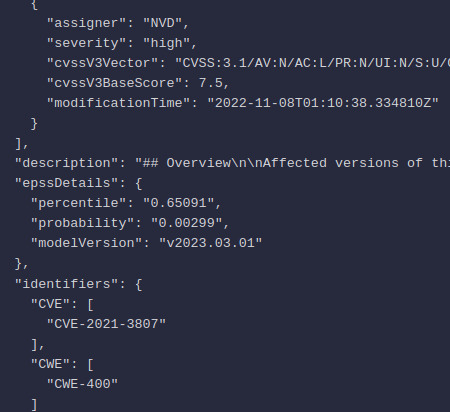 {
"assigner": "NVD",
"severity": "high",
"cvssV3Vector": "CVSS:3.1/AV:N/AC:L/PR:N/UI:N/S:U/
"cvssV3BaseScore": 7.5,
"modificationTime": "2022-11-08T01:10:38.334810Z"
}
],
"description": "## Overview\n\nAffected versions of thi
"epssDetails": {
"percentile": "0.65091",
"probability": "0.00299",
"modelVersion": "v2023.03.01"
},
"identifiers": {
"CVE": [
"CVE-2021-3807"
],
"CWE": [
"CWE-400"
]